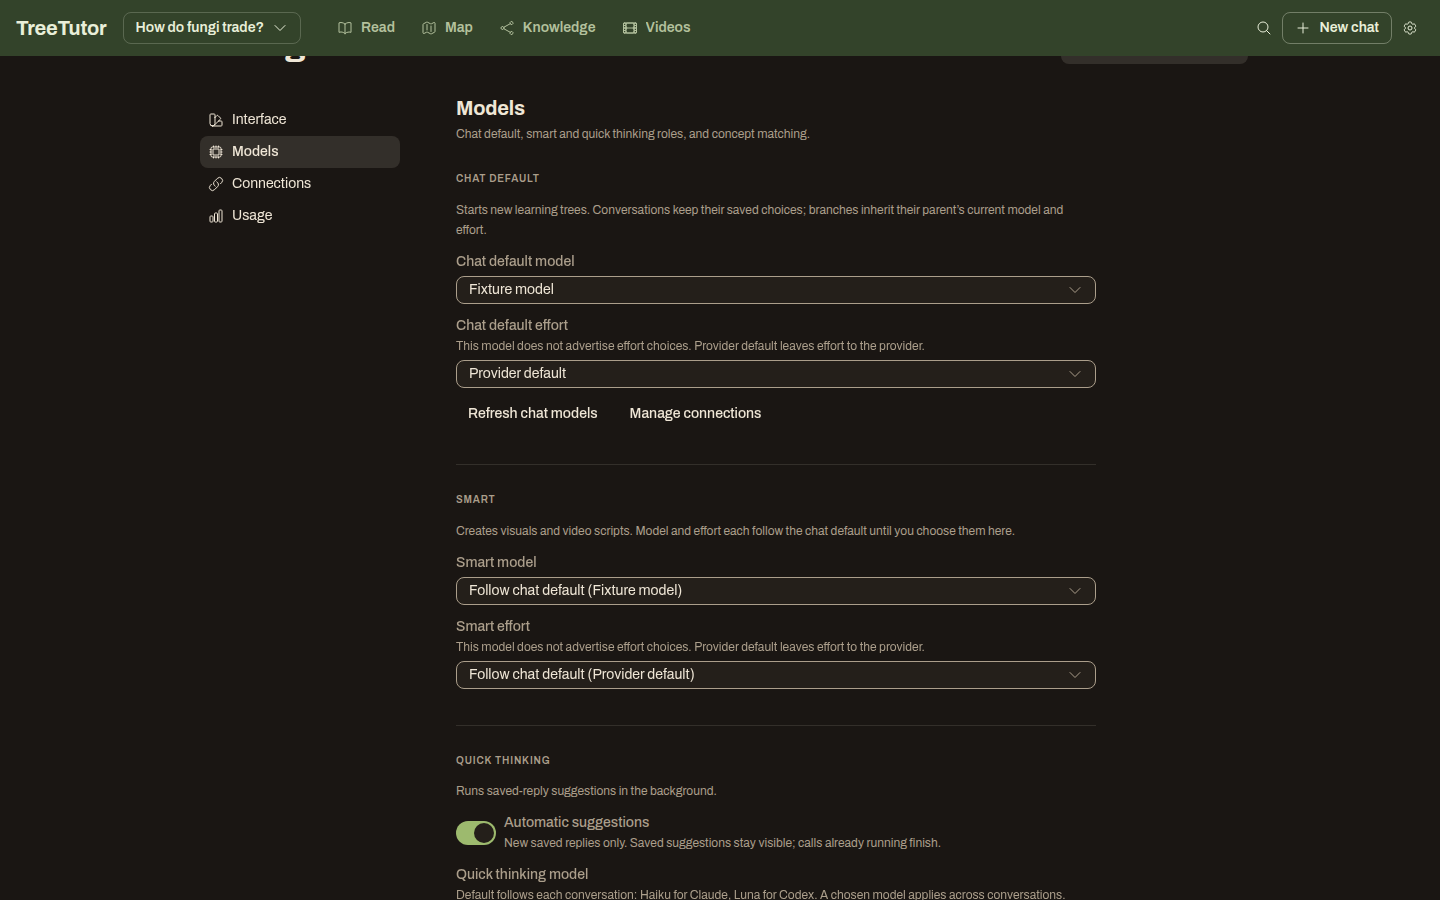 TreeTutor
How do fungi trade?
Read
Map
Knowledge
Videos
New chat
Interface
Models
Connections
Usage
Models
Chat default, smart and quick thinking roles, and concept matching.
CHAT DEFAULT
Starts new learning trees. Conversations keep their saved choices; branches inherit their parent's current model and
effort.
Chat default model
Fixture model
Chat default effort
This model does not advertise effort choices. Provider default leaves effort to the provider.
Provider default
Refresh chat models
Manage connections
SMART
Creates visuals and video scripts. Model and effort each follow the chat default until you choose them here.
Smart model
Follow chat default (Fixture model)
Smart effort
This model does not advertise effort choices. Provider default leaves effort to the provider.
Follow chat default (Provider default)
QUICK THINKING
Runs saved-reply suggestions in the background.
Automatic suggestions
New saved replies only. Saved suggestions stay visible; calls already running finish.
Quick thinking model
Default follows each conversation: Haiku for Claude, Luna for Codex. A chosen model applies across conversations.